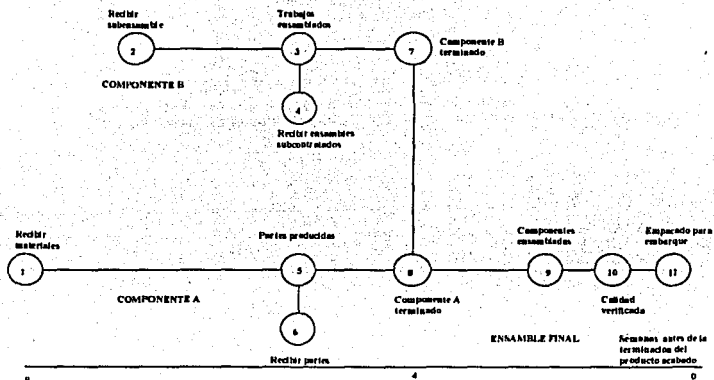 Recibir
subensamble
Trabajos
ensamblados
2
3
7
Componente B
terminado
COMPONENTE B
4
Recibir ensambles
subcontratados
Recibir
materiales
Partes producidas
Componentes
ensambladas
Empacado para
embarque
1
5
8
9
10
11
COMPONENTE A
Componente A
terminado
Calidad
verificada
6
Recibir partes
ENSAMBLE FINAL
Semanas antes de la
terminacion del
producto acabado
4
0